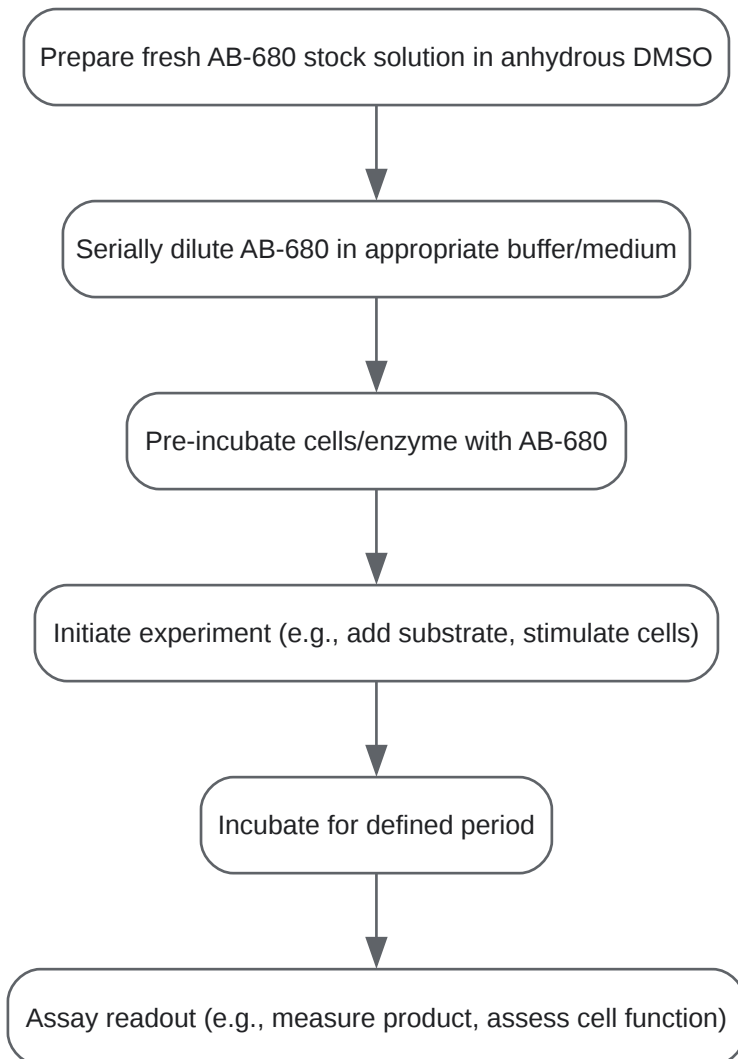 Prepare fresh AB-680 stock solution in anhydrous DMSO
Serially dilute AB-680 in appropriate buffer/medium
Pre-incubate cells/enzyme with AB-680
Initiate experiment (e.g., add substrate, stimulate cells)
Incubate for defined period
Assay readout (e.g., measure product, assess cell function)